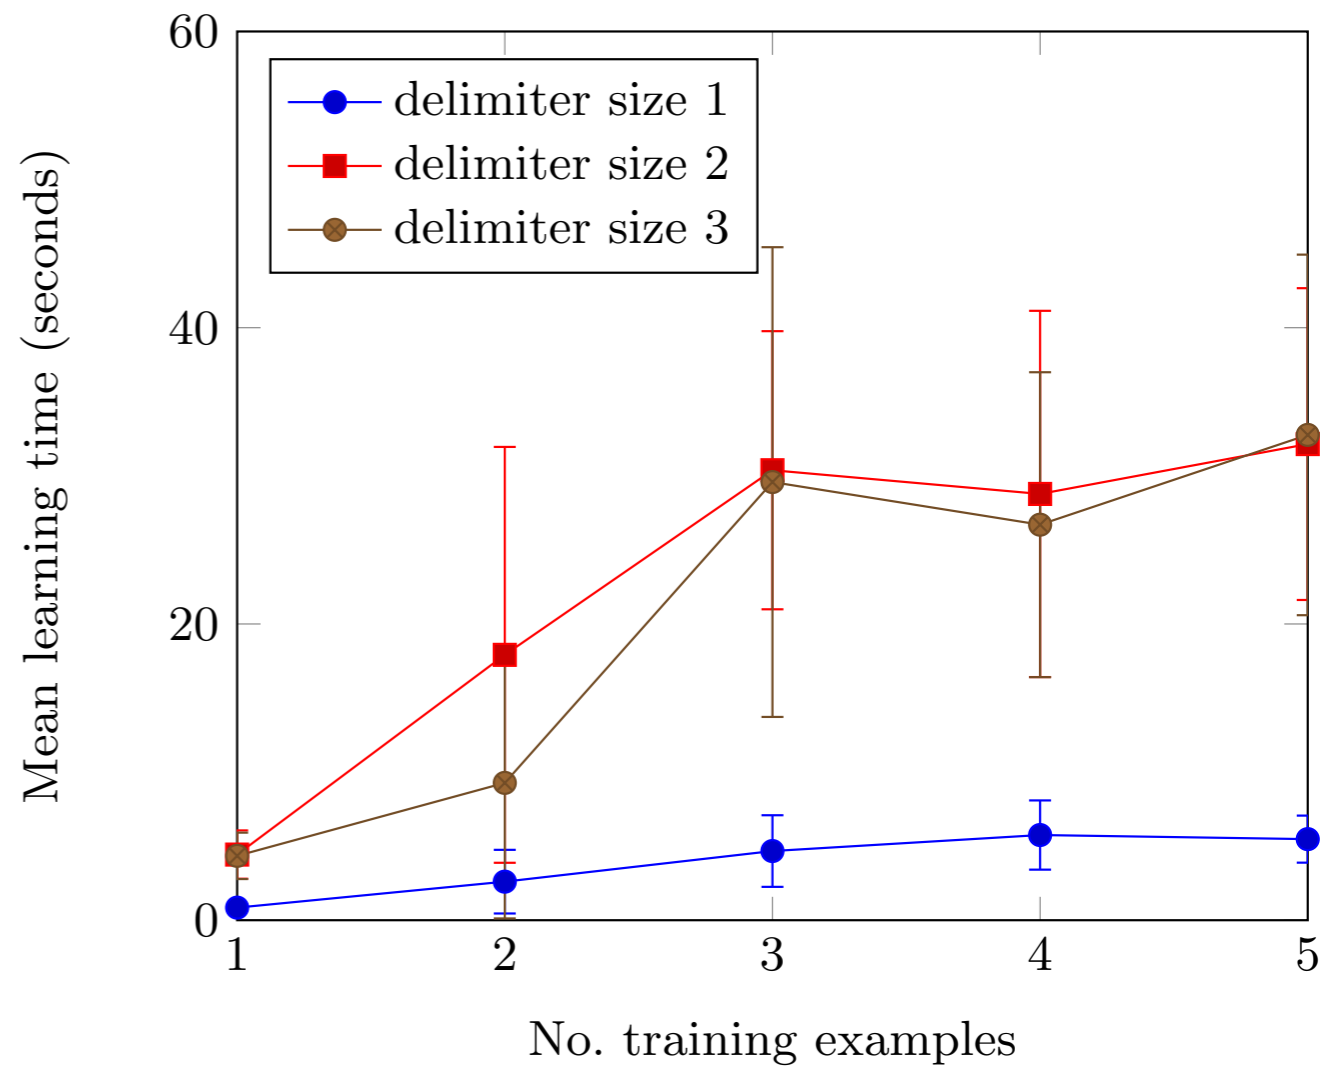 60
40
20
0
Mean learning time (seconds)
delimiter size 1
delimiter size 2
delimiter size 3
1 2 3 4 5
No. training examples